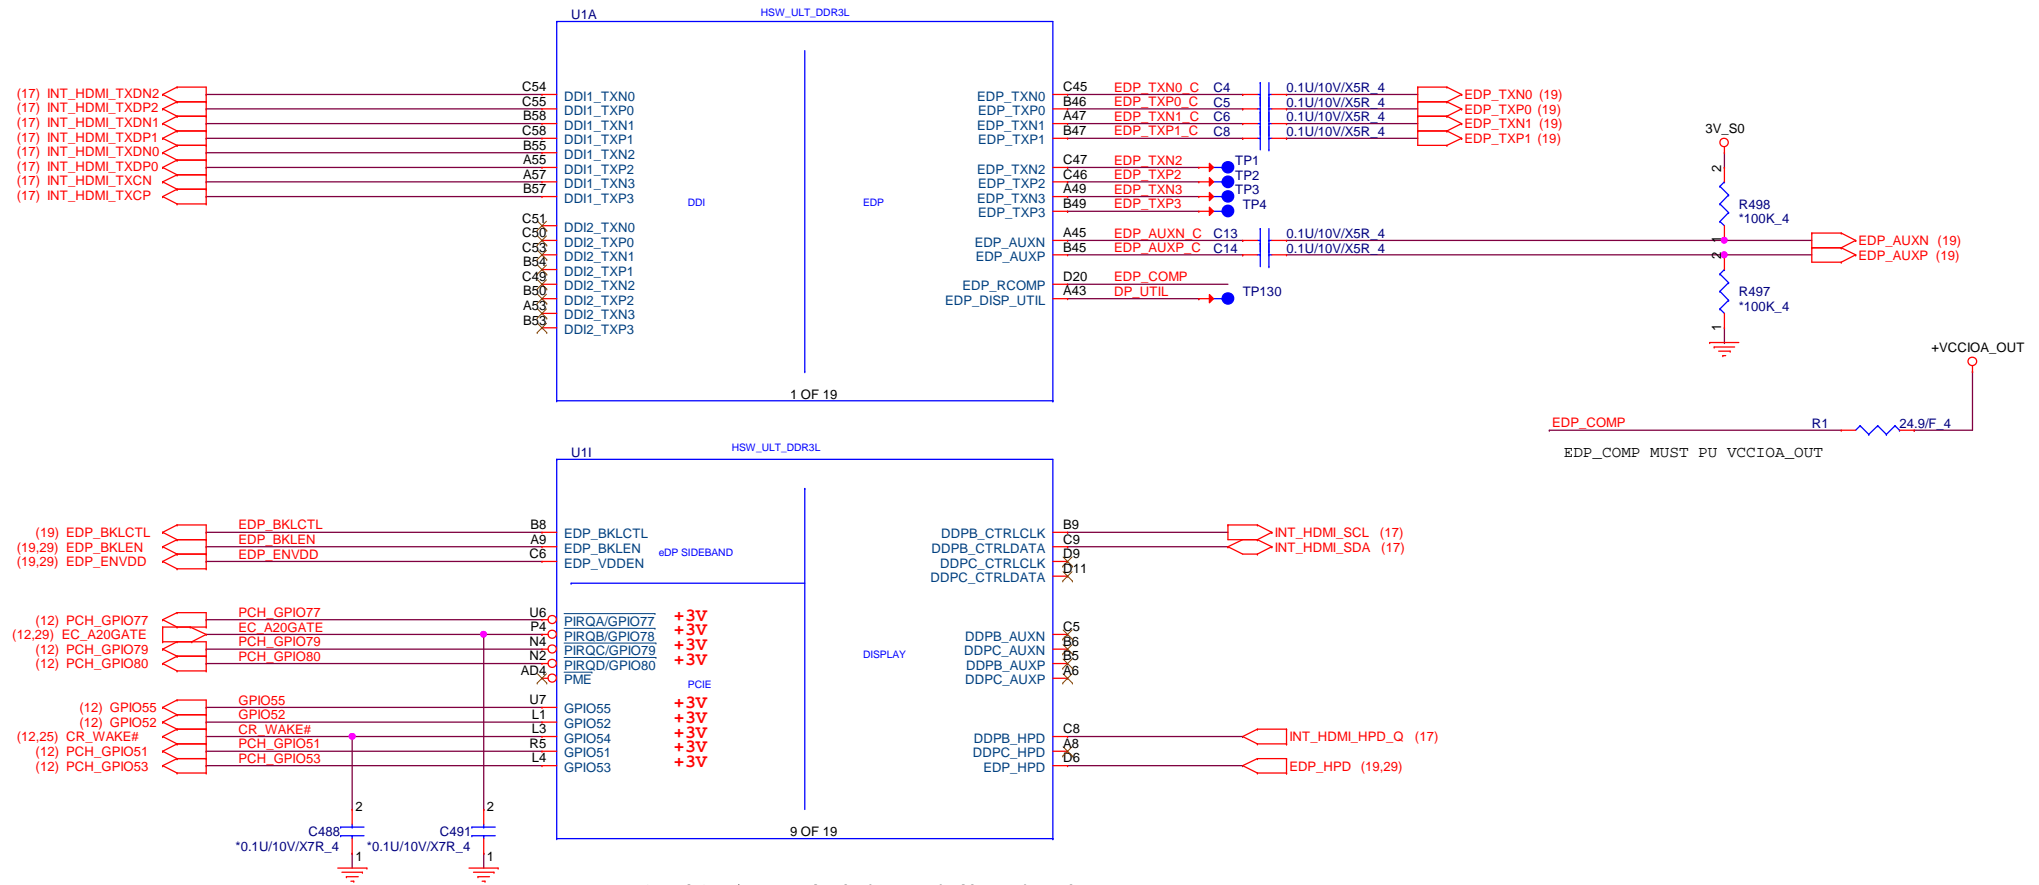 U1A
HSW_ULT_DDR3L
(17) INT_HDMI_TXDN2 C54 DDI1_TXN0
(17) INT_HDMI_TXDP2 C55 DDI1_TXP0
(17) INT_HDMI_TXDN1 B58 DDI1_TXN1
(17) INT_HDMI_TXDP1 C58 DDI1_TXP1
(17) INT_HDMI_TXDN0 B55 DDI1_TXN2
(17) INT_HDMI_TXDP0 A55 DDI1_TXP2
(17) INT_HDMI_TXCN A57 DDI1_TXN3
(17) INT_HDMI_TXCP B57 DDI1_TXP3
C51 DDI2_TXN0
C50 DDI2_TXP0
C53 DDI2_TXN1
B54 DDI2_TXP1
C49 DDI2_TXN2
B50 DDI2_TXP2
A53 DDI2_TXN3
B53 DDI2_TXP3
DDI
EDP
EDP_TXN0 C45 EDP_TXN0_C C4 0.1U/10V/X5R_4 EDP_TXN0 (19)
EDP_TXP0 B46 EDP_TXP0_C C5 0.1U/10V/X5R_4 EDP_TXP0 (19)
EDP_TXN1 A47 EDP_TXN1_C C6 0.1U/10V/X5R_4 EDP_TXN1 (19)
EDP_TXP1 B47 EDP_TXP1_C C8 0.1U/10V/X5R_4 EDP_TXP1 (19)
EDP_TXN2 C47 EDP_TXN2 TP1
EDP_TXP2 C46 EDP_TXP2 TP2
EDP_TXN3 A49 EDP_TXN3 TP3
EDP_TXP3 B49 EDP_TXP3 TP4
EDP_AUXN A45 EDP_AUXN_C C13 0.1U/10V/X5R_4 EDP_AUXN (19)
EDP_AUXP B45 EDP_AUXP_C C14 0.1U/10V/X5R_4 EDP_AUXP (19)
EDP_RCOMP D20 EDP_COMP
EDP_DISP_UTIL A43 DP_UTIL TP130
1 OF 19
3V_S0
2
R498
*100K_4
1
2
R497
*100K_4
1
+VCCIOA_OUT
EDP_COMP R1 24.9/F_4
EDP_COMP MUST PU VCCIOA_OUT
U1I
HSW_ULT_DDR3L
(19) EDP_BKLCTL EDP_BKLCTL B8 EDP_BKLCTL
(19,29) EDP_BKLEN EDP_BKLEN A9 EDP_BKLEN
(19,29) EDP_ENVDD EDP_ENVDD C6 EDP_VDDEN
eDP SIDEBAND
(12) PCH_GPIO77 PCH_GPIO77 U6 PIRQA/GPIO77 +3V
(12,29) EC_A20GATE EC_A20GATE P4 PIRQB/GPIO78 +3V
(12) PCH_GPIO79 PCH_GPIO79 N4 PIRQC/GPIO79 +3V
(12) PCH_GPIO80 PCH_GPIO80 N2 PIRQD/GPIO80 +3V
AD4 PME
PCIE
(12) GPIO55 GPIO55 U7 GPIO55 +3V
(12) GPIO52 GPIO52 L1 GPIO52 +3V
(12,25) CR_WAKE# CR_WAKE# L3 GPIO54 +3V
(12) PCH_GPIO51 PCH_GPIO51 R5 GPIO51 +3V
(12) PCH_GPIO53 PCH_GPIO53 L4 GPIO53 +3V
DISPLAY
DDPB_CTRLCLK B9 INT_HDMI_SCL (17)
DDPB_CTRLDATA C9 INT_HDMI_SDA (17)
DDPC_CTRLCLK D9
DDPC_CTRLDATA D11
DDPB_AUXN C5
DDPC_AUXN B6
DDPB_AUXP B5
DDPC_AUXP A6
DDPB_HPD C8 INT_HDMI_HPD_Q (17)
DDPC_HPD A8
EDP_HPD D6 EDP_HPD (19,29)
2 2
C488 C491
*0.1U/10V/X7R_4 *0.1U/10V/X7R_4
1 1
9 OF 19